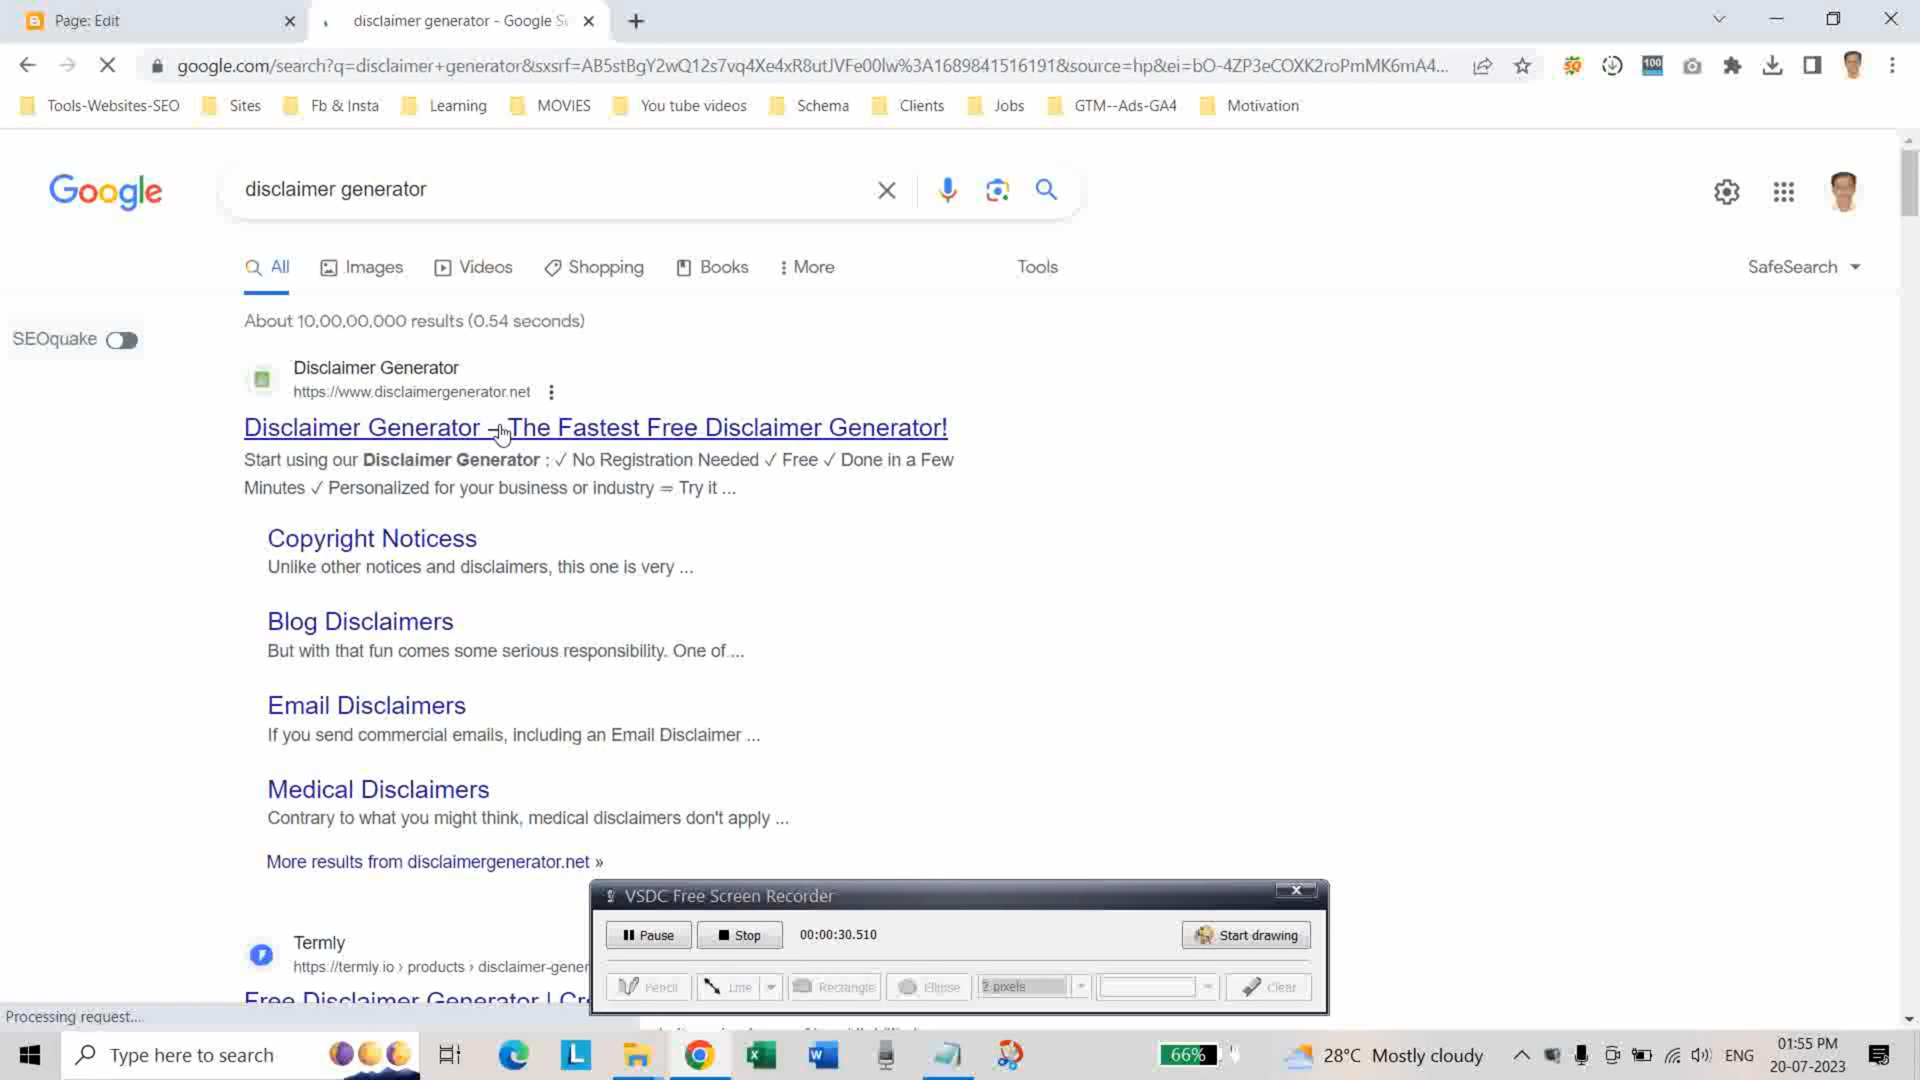 Page: Edit
disclaimer generator - Google Se
google.com/search?q=disclaimer+generator&sxsrf=AB5stBgY2wQ12s7vq4Xe4xR8utJVFe00lw%3A1689841516191&source=hp&ei=bO-4ZP3eCOXK2roPmMK6mA4...
100
Tools-Websites-SEO
Sites
Fb & Insta
Learning
MOVIES
You tube videos
Schema
Clients
Jobs
GTM--Ads-GA4
Motivation
Google
disclaimer generator
All
Images
Videos
Shopping
Books
More
Tools
SafeSearch
About 10,00,00,000 results (0.54 seconds)
SEOquake
Disclaimer Generator
https://www.disclaimergenerator.net
Disclaimer Generator - The Fastest Free Disclaimer Generator!
Start using our Disclaimer Generator : ✓ No Registration Needed ✓ Free ✓ Done in a Few
Minutes ✓ Personalized for your business or industry = Try it ...
Copyright Noticess
Unlike other notices and disclaimers, this one is very ...
Blog Disclaimers
But with that fun comes some serious responsibility. One of ...
Email Disclaimers
If you send commercial emails, including an Email Disclaimer ...
Medical Disclaimers
Contrary to what you might think, medical disclaimers don't apply ...
More results from disclaimergenerator.net »
VSDC Free Screen Recorder
Pause
Stop
00:00:30.510
Start drawing
Pencil
Line
Rectangle
Ellipse
2 pixels
Clear
Termly
https://termly.io › products › disclaimer-gener
Free Disclaimer Generator | Cr
Processing request....
Type here to search
66%
28°C Mostly cloudy
ENG
01:55 PM
20-07-2023